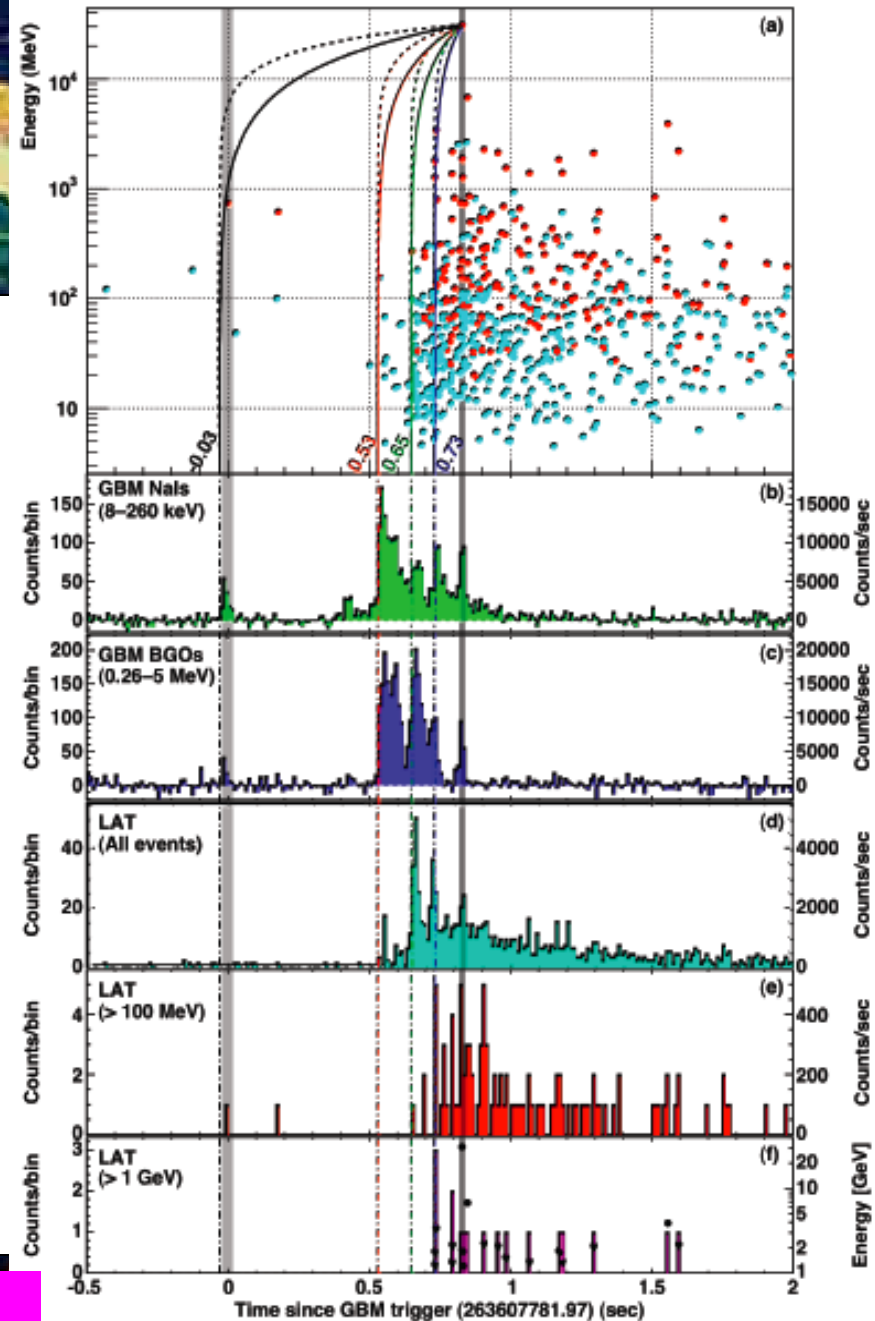 (a)
Energy (MeV)
10⁴
10³
10²
10
-0.03
0.53
0.65
0.73
GBM NaIs
(8–260 keV)
(b)
Counts/bin
150
100
50
0
15000
10000
5000
0
Counts/sec
GBM BGOs
(0.26–5 MeV)
(c)
Counts/bin
200
150
100
50
0
20000
15000
10000
5000
0
Counts/sec
LAT
(All events)
(d)
Counts/bin
40
20
0
4000
2000
0
Counts/sec
LAT
(> 100 MeV)
(e)
Counts/bin
4
2
0
400
200
0
Counts/sec
LAT
(> 1 GeV)
(f)
Counts/bin
3
2
1
0
20
10
5
2
1
Energy [GeV]
-0.5 0 0.5 1 1.5 2
Time since GBM trigger (263607781.97) (sec)